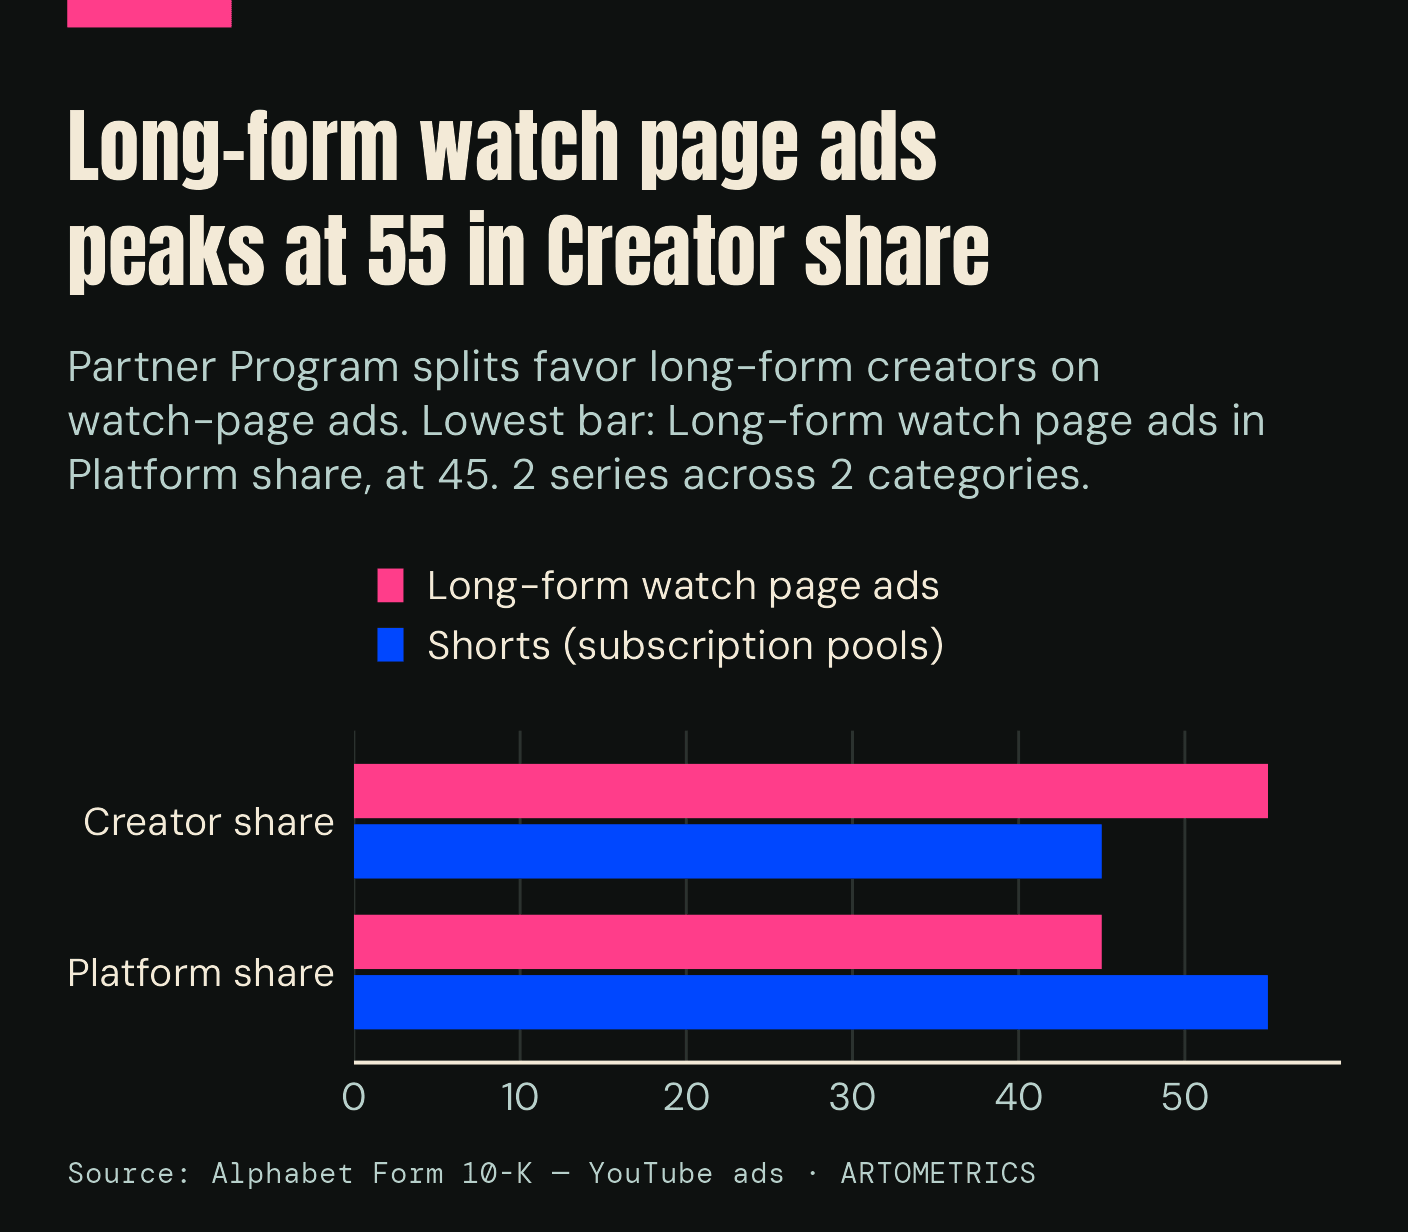 Long-form watch page ads
peaks at 55 in Creator share
Partner Program splits favor long-form creators on
watch-page ads. Lowest bar: Long-form watch page ads in
Platform share, at 45. 2 series across 2 categories.
Long-form watch page ads
Shorts (subscription pools)
Creator share
Platform share
0 10 20 30 40 50
Source: Alphabet Form 10-K — YouTube ads · ARTOMETRICS